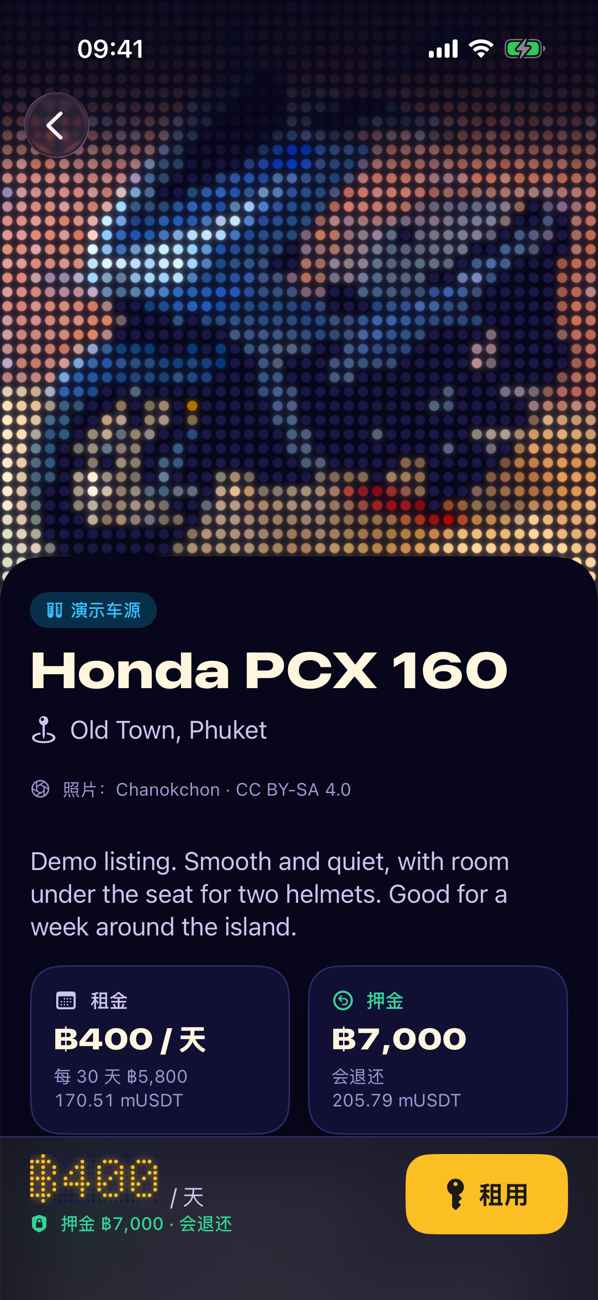 09:41
演示车源
Honda PCX 160
Old Town, Phuket
照片: Chanokchon · CC BY-SA 4.0
Demo listing. Smooth and quiet, with room
under the seat for two helmets. Good for a
week around the island.
租金
฿400 / 天
每 30 天 ฿5,800
170.51 mUSDT
押金
฿7,000
会退还
205.79 mUSDT
฿400 / 天
押金 ฿7,000 · 会退还
租用